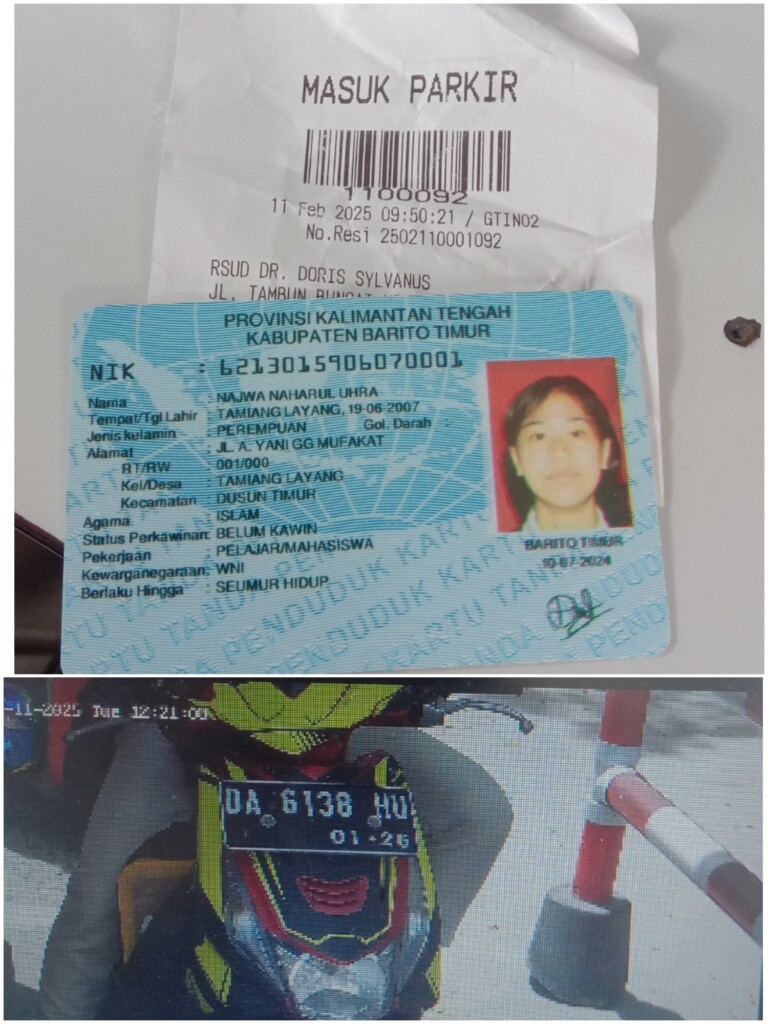 MASUK PARKIR
1100092
11 Feb 2025 09:50:21 / GTIN02
No.Resi 2502110001092
RSUD DR. DORIS SYLVANUS
JL. TAMBUN BUNGAI
PROVINSI KALIMANTAN TENGAH
KABUPATEN BARITO TIMUR
NIK : 6213015906070001
Nama : NAJWA NAHARUL UHRA
Tempat/Tgl Lahir : TAMIANG LAYANG, 19-06-2007
Jenis kelamin : PEREMPUAN Gol. Darah :
Alamat : JL. A. YANI GG MUFAKAT
RT/RW : 001/000
Kel/Desa : TAMIANG LAYANG
Kecamatan : DUSUN TIMUR
Agama : ISLAM
Status Perkawinan: BELUM KAWIN
Pekerjaan : PELAJAR/MAHASISWA
Kewarganegaraan: WNI
Berlaku Hingga : SEUMUR HIDUP
BARITO TIMUR
10-07-2024
-11-2025 Tue 12:21:00
DA 6138 HU
01·26